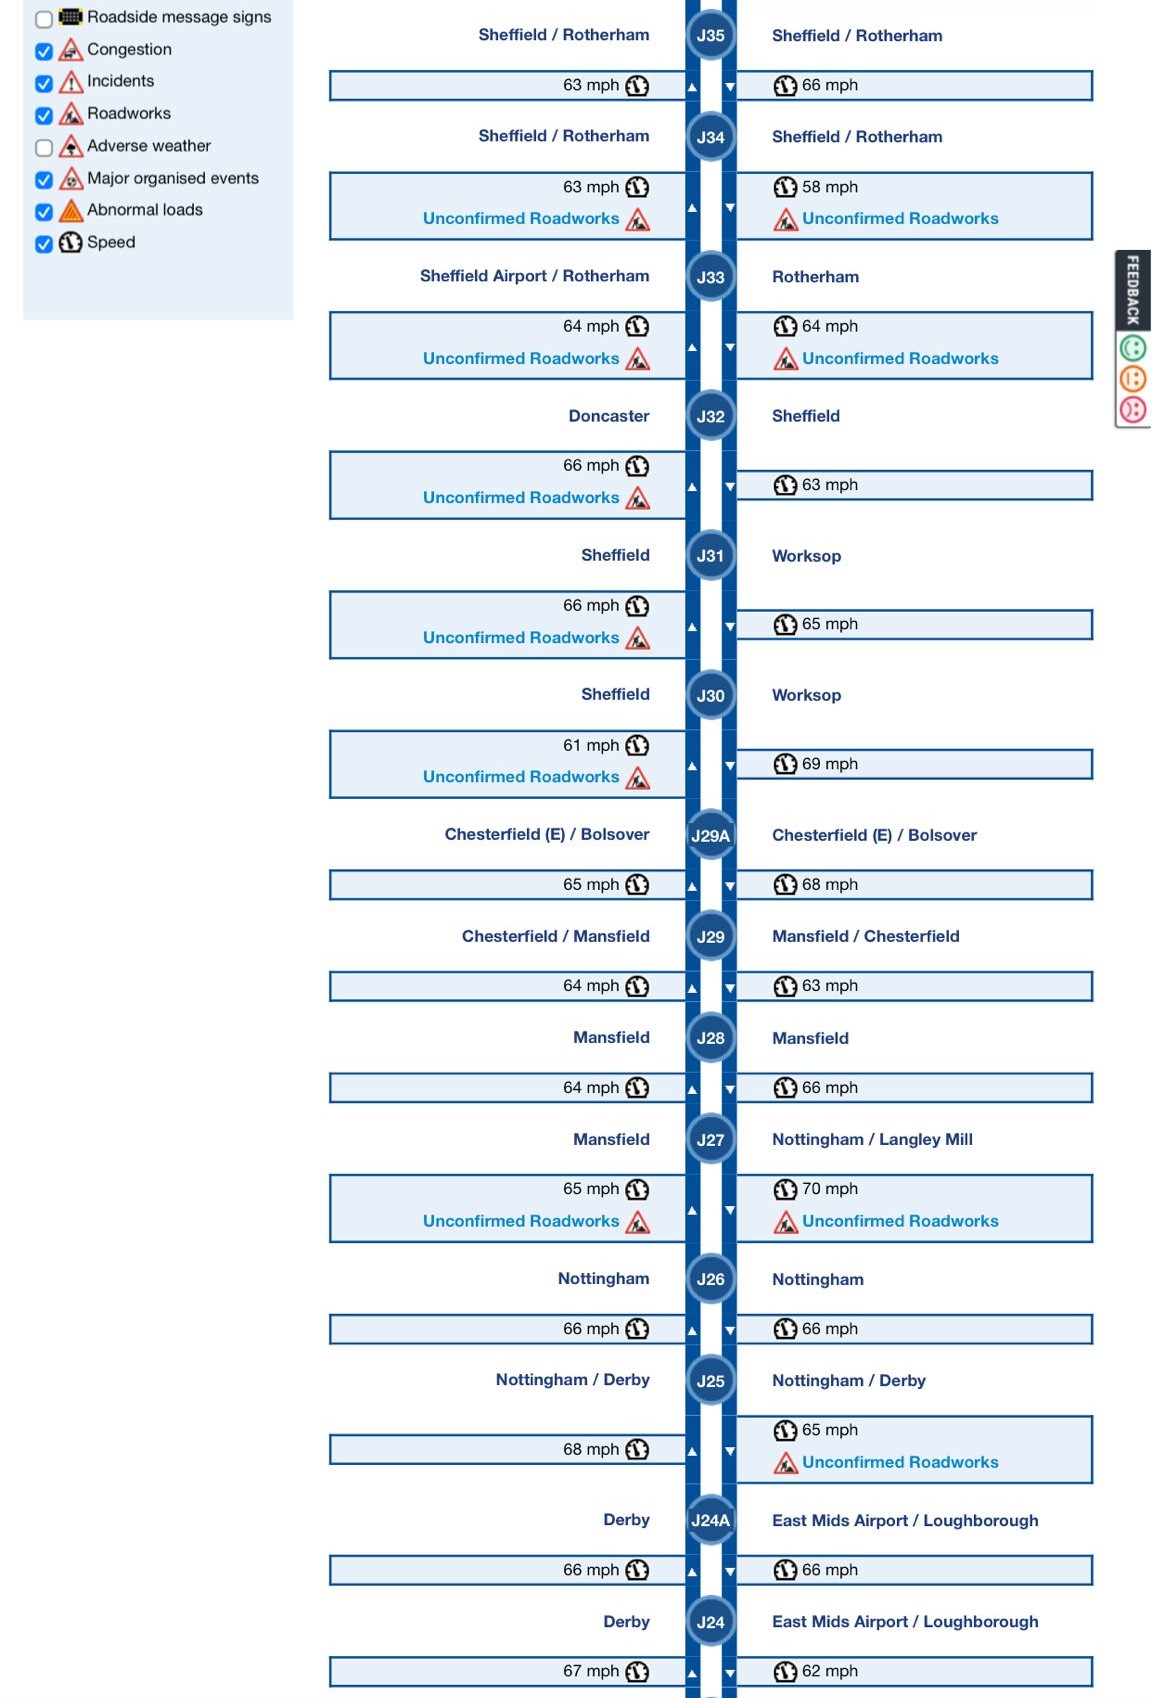 Roadside message signs
Congestion
Incidents
Roadworks
Adverse weather
Major organised events
Abnormal loads
Speed
FEEDBACK
Sheffield / Rotherham J35 Sheffield / Rotherham
63 mph 66 mph
Sheffield / Rotherham J34 Sheffield / Rotherham
63 mph 58 mph
Unconfirmed Roadworks Unconfirmed Roadworks
Sheffield Airport / Rotherham J33 Rotherham
64 mph 64 mph
Unconfirmed Roadworks Unconfirmed Roadworks
Doncaster J32 Sheffield
66 mph
Unconfirmed Roadworks
63 mph
Sheffield J31 Worksop
66 mph
Unconfirmed Roadworks
65 mph
Sheffield J30 Worksop
61 mph
Unconfirmed Roadworks
69 mph
Chesterfield (E) / Bolsover J29A Chesterfield (E) / Bolsover
65 mph 68 mph
Chesterfield / Mansfield J29 Mansfield / Chesterfield
64 mph 63 mph
Mansfield J28 Mansfield
64 mph 66 mph
Mansfield J27 Nottingham / Langley Mill
65 mph 70 mph
Unconfirmed Roadworks Unconfirmed Roadworks
Nottingham J26 Nottingham
66 mph 66 mph
Nottingham / Derby J25 Nottingham / Derby
68 mph
65 mph
Unconfirmed Roadworks
Derby J24A East Mids Airport / Loughborough
66 mph 66 mph
Derby J24 East Mids Airport / Loughborough
67 mph 62 mph